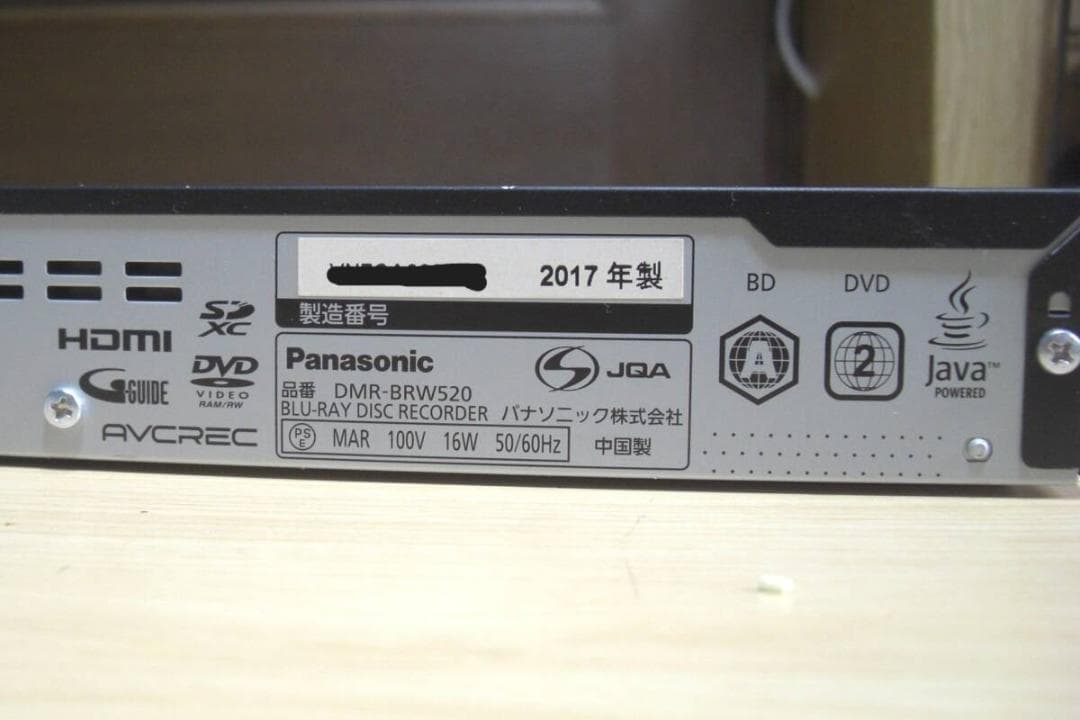 2017 年製
製造番号
HDMI
SD
XC
G-GUIDE
DVD
VIDEO
RAM/RW
AVCREC
Panasonic
JQA
品番 DMR-BRW520
BLU-RAY DISC RECORDER パナソニック株式会社
PS
E
MAR 100V 16W 50/60Hz
中国製
BD
A
DVD
2
Java™
POWERED